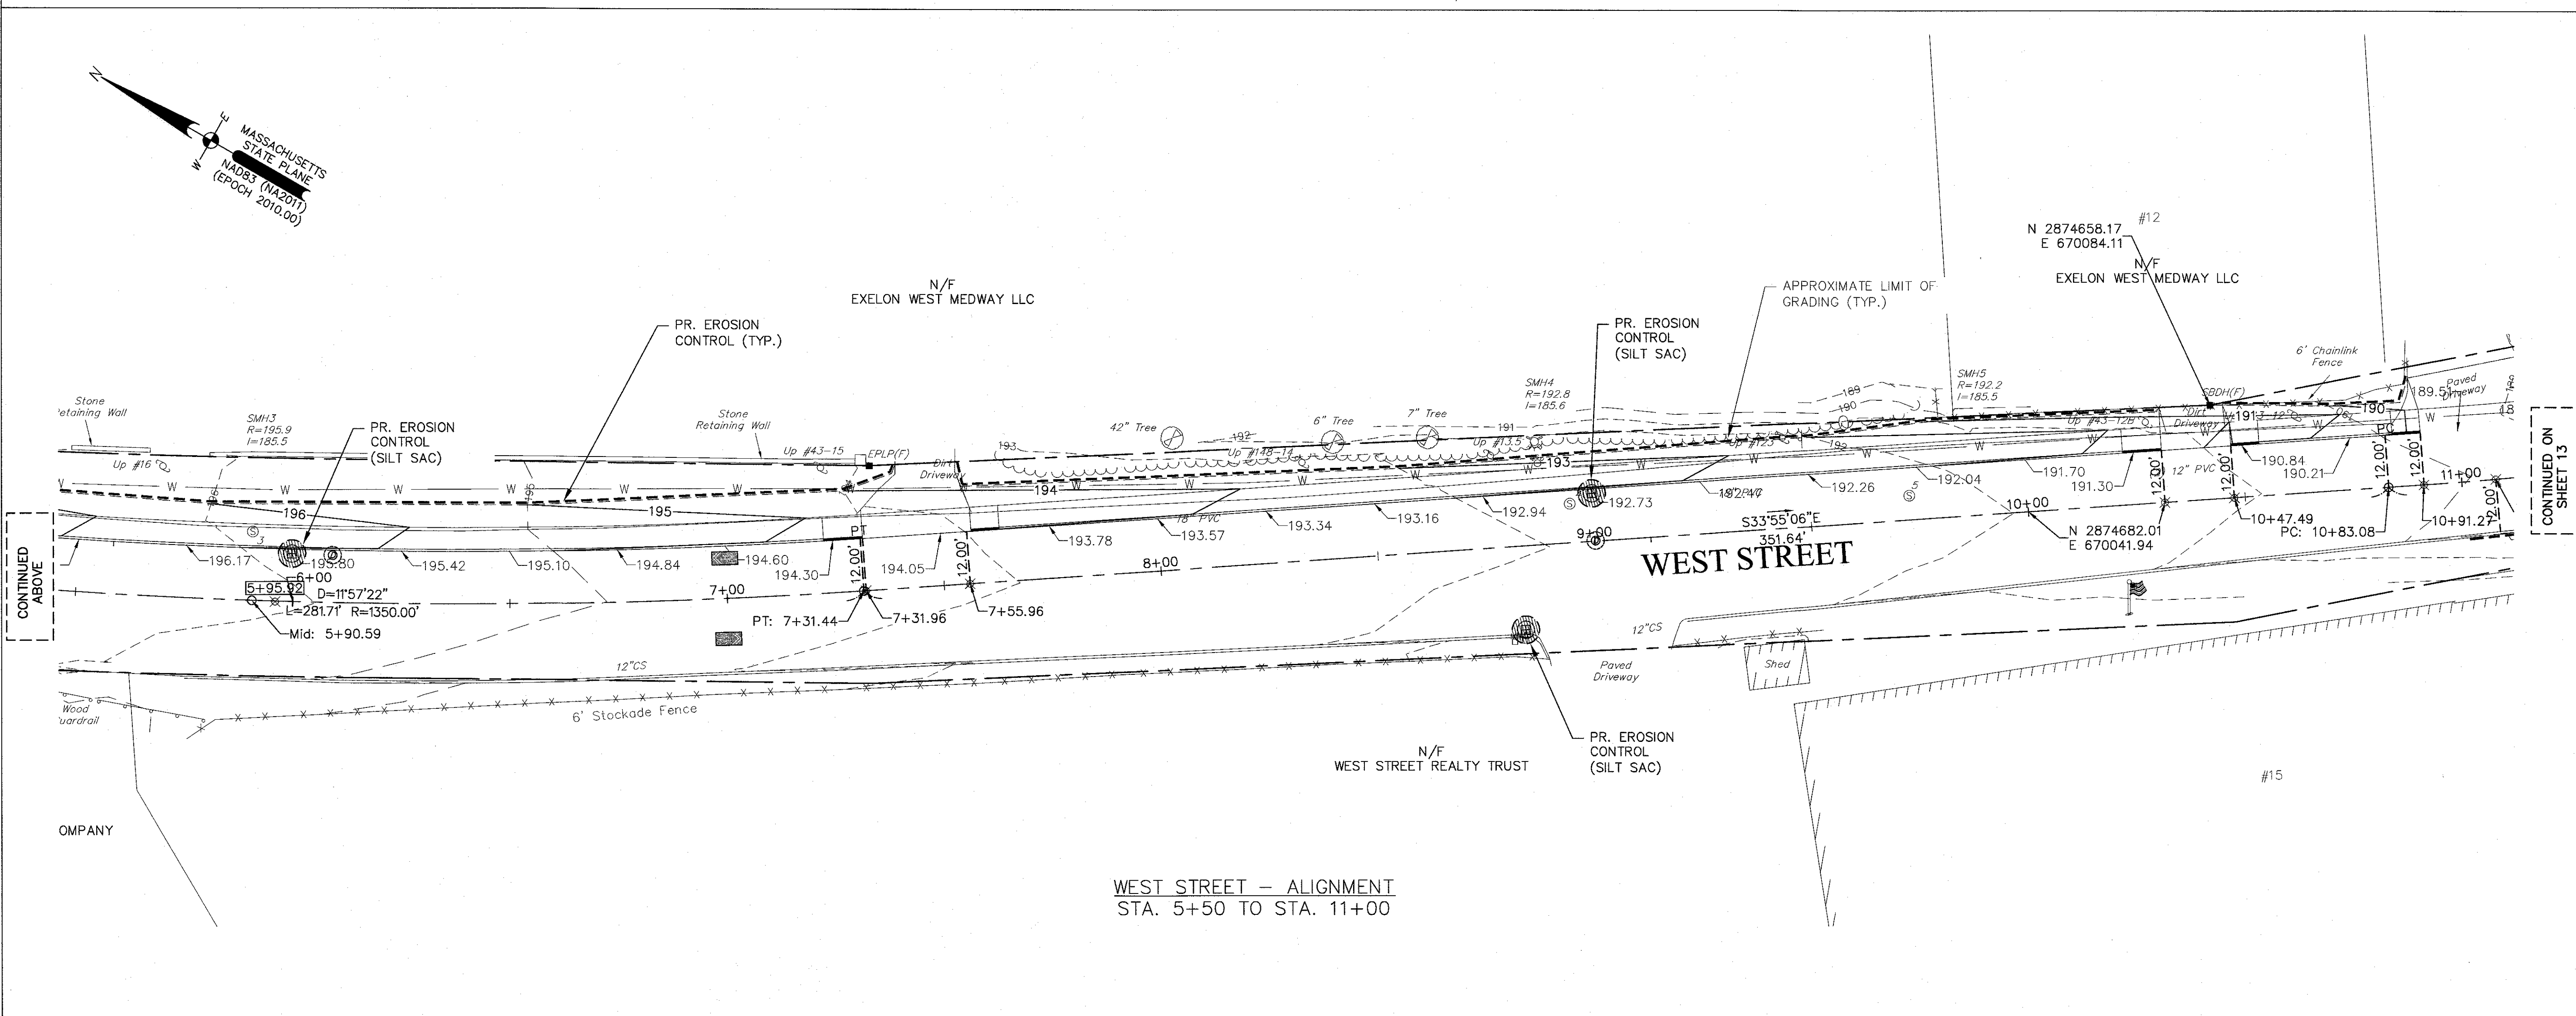 N
E
W
MASSACHUSETTS
STATE PLANE
NAD83 (NA2011)
(EPOCH 2010.00)
N/F
EXELON WEST MEDWAY LLC
PR. EROSION
CONTROL (TYP.)
PR. EROSION
CONTROL
(SILT SAC)
APPROXIMATE LIMIT OF
GRADING (TYP.)
N 2874658.17
E 670084.11
#12
N/F
EXELON WEST MEDWAY LLC
6' Chainlink
Fence
Stone
etaining Wall
SMH3
R=195.9
I=185.5
PR. EROSION
CONTROL
(SILT SAC)
Stone
Retaining Wall
42" Tree
6" Tree
7" Tree
SMH4
R=192.8
I=185.6
SMH5
R=192.2
I=185.5
SBDH(F)
Paved
Driveway
189.51
190
191
189
190
191
192
192
193
193
194
195
195
196
Up #16
Up #43-15
EPLP(F)
Dirt
Driveway
Up #148-14
Up #13.5
Up #43-12B
Dirt
Driveway
W W W W W W W
18" PVC
12" PVC
196.17
195.80
195.42
195.10
194.84
194.60
194.30
194.05
193.78
193.57
193.34
193.16
192.94
192.73
192.47
192.26
192.04
191.70
191.30
190.84
190.21
PT
PC
12.00'
12.00'
12.00'
12.00'
12.00'
12.00'
12.00'
S
3
S
S
5
CONTINUED
ABOVE
CONTINUED ON
SHEET 13
5+95.92
6+00
D=11°57'22"
L=281.71' R=1350.00'
Mid: 5+90.59
7+00
PT: 7+31.44
7+31.96
7+55.96
8+00
9+00
S33°55'06"E
351.64'
WEST STREET
10+00
N 2874682.01
E 670041.94
10+47.49
PC: 10+83.08
10+91.27
11+00
12"CS
12"CS
6' Stockade Fence
Wood
uardrail
Paved
Driveway
Shed
PR. EROSION
CONTROL
(SILT SAC)
N/F
WEST STREET REALTY TRUST
#15
OMPANY
WEST STREET – ALIGNMENT
STA. 5+50 TO STA. 11+00